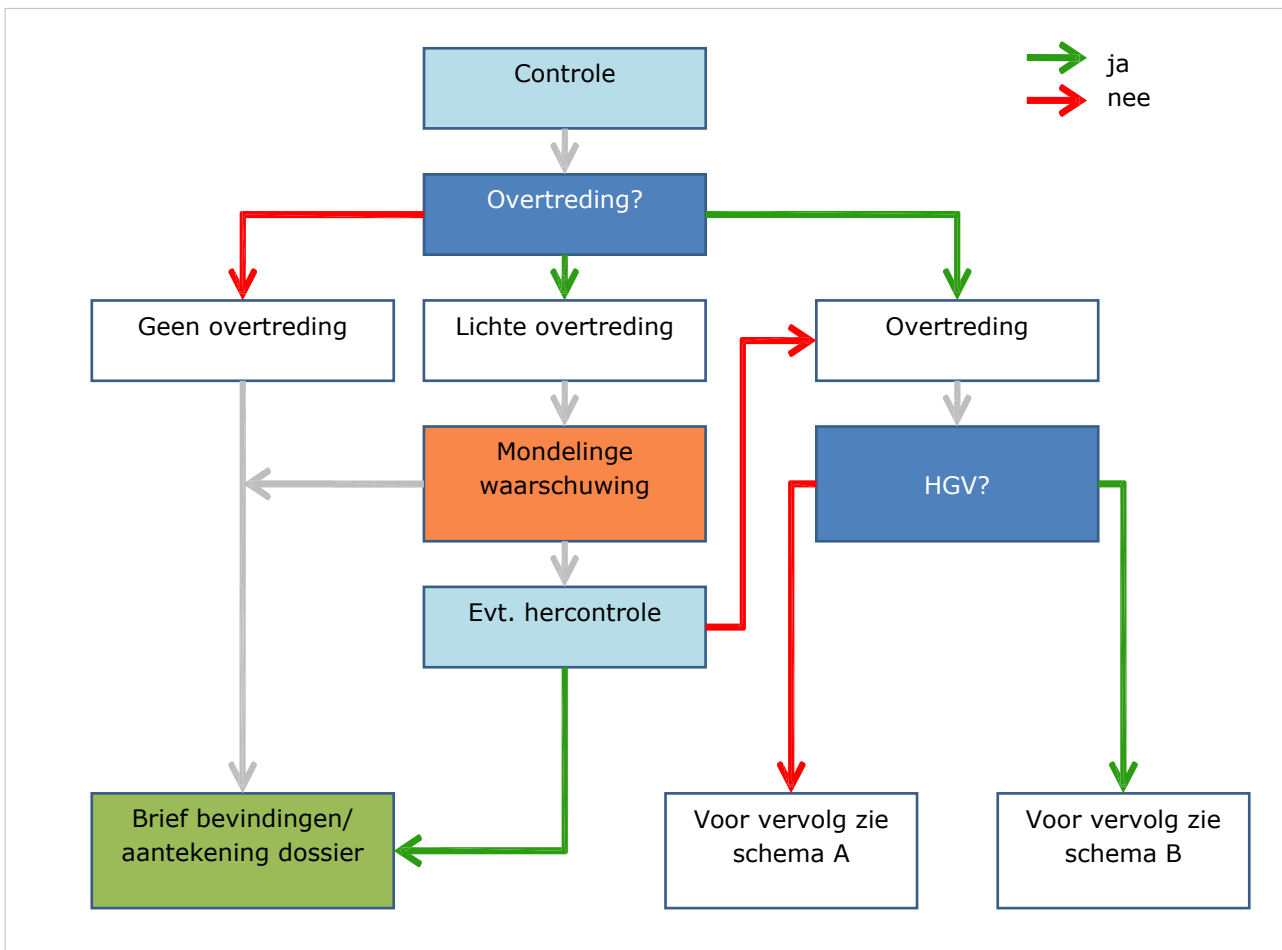 Controle
ja
nee
Overtreding?
Geen overtreding
Lichte overtreding
Overtreding
Mondelinge
waarschuwing
HGV?
Evt. hercontrole
Brief bevindingen/
aantekening dossier
Voor vervolg zie
schema A
Voor vervolg zie
schema B